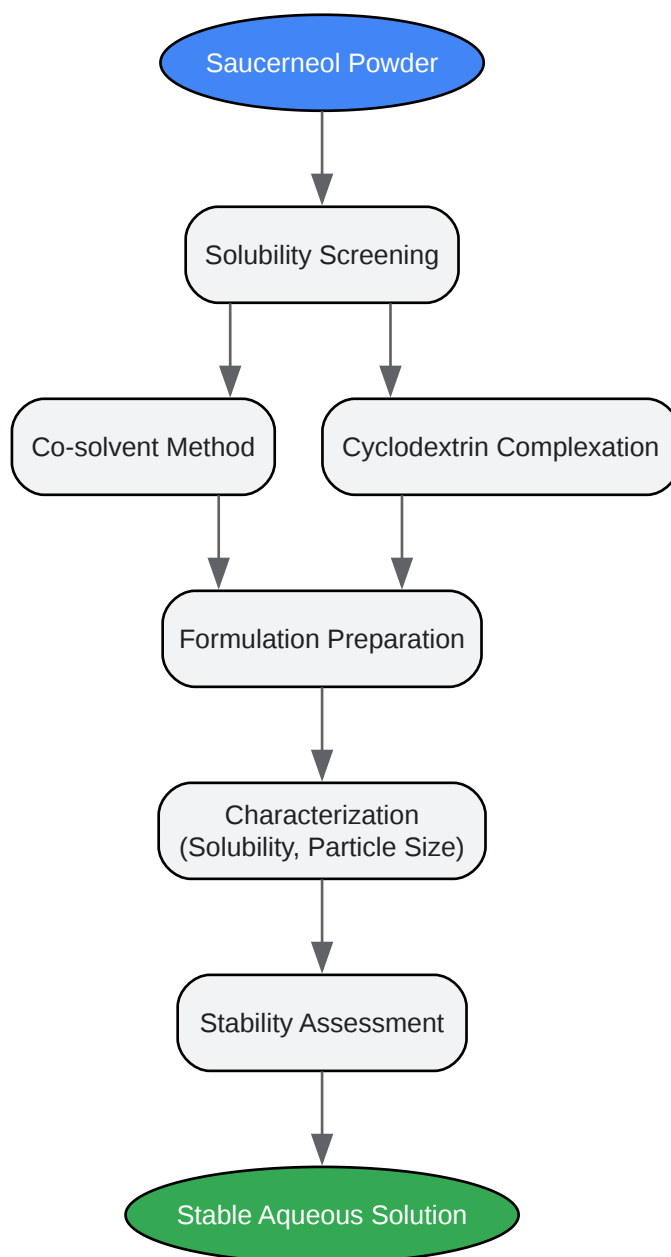 Saucerneol Powder
Solubility Screening
Co-solvent Method
Cyclodextrin Complexation
Formulation Preparation
Characterization
(Solubility, Particle Size)
Stability Assessment
Stable Aqueous Solution